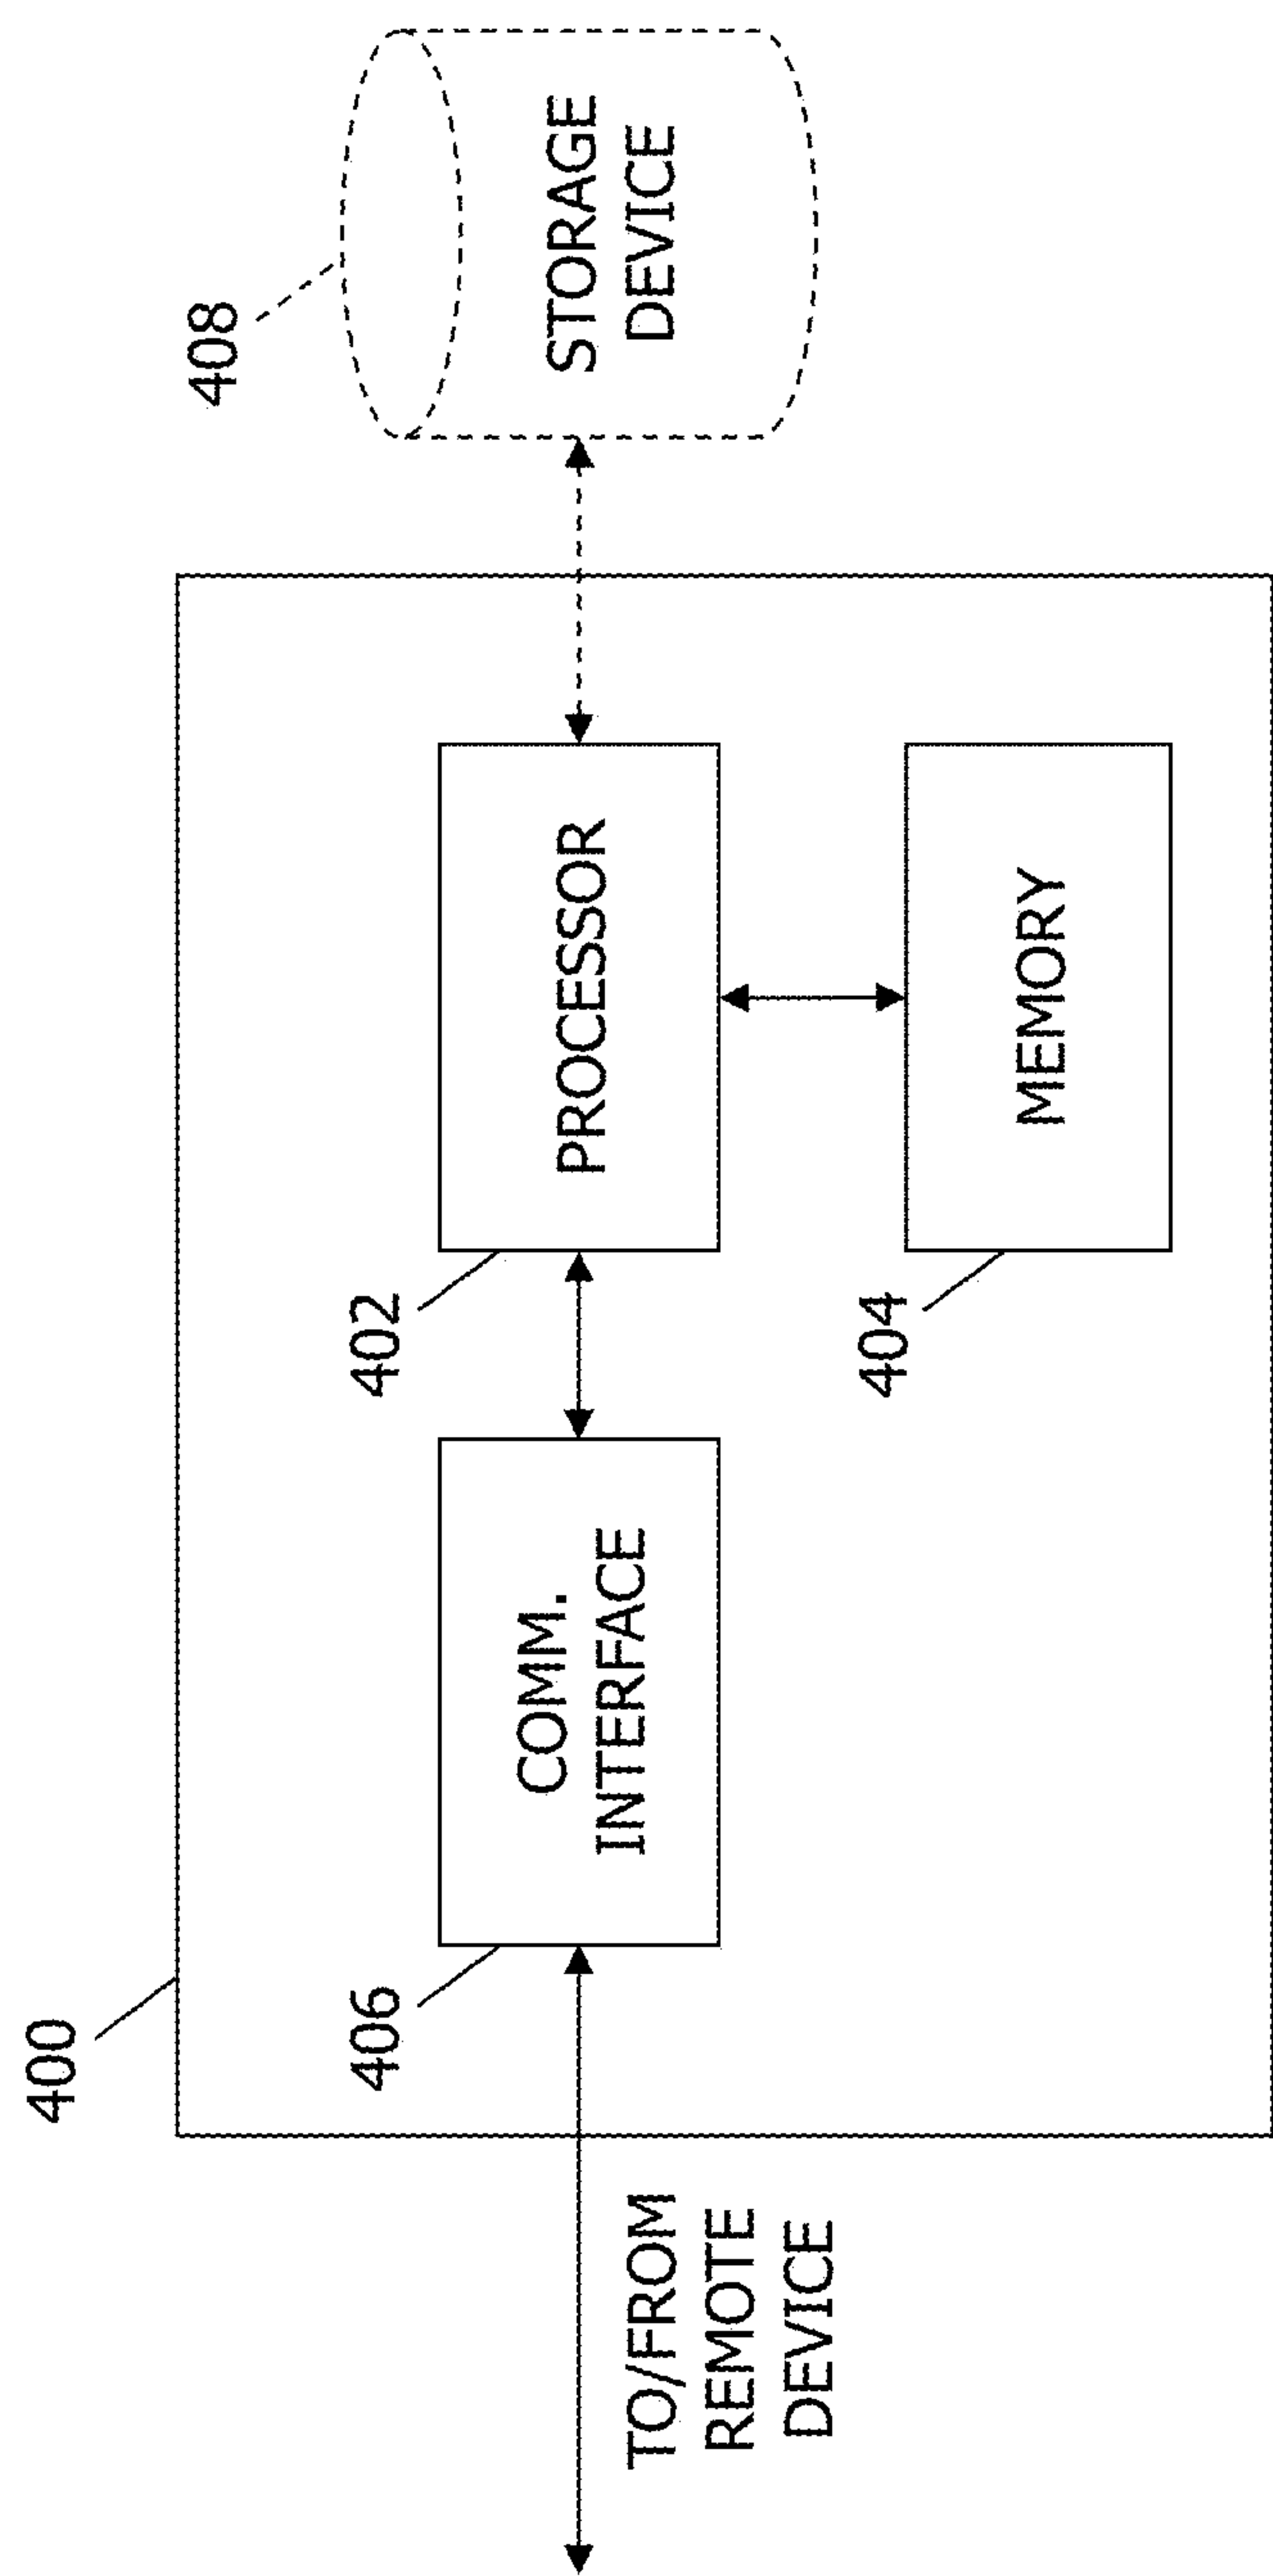 400
408
406
402
COMM.
INTERFACE
PROCESSOR
STORAGE
DEVICE
TO/FROM
REMOTE
DEVICE
404
MEMORY